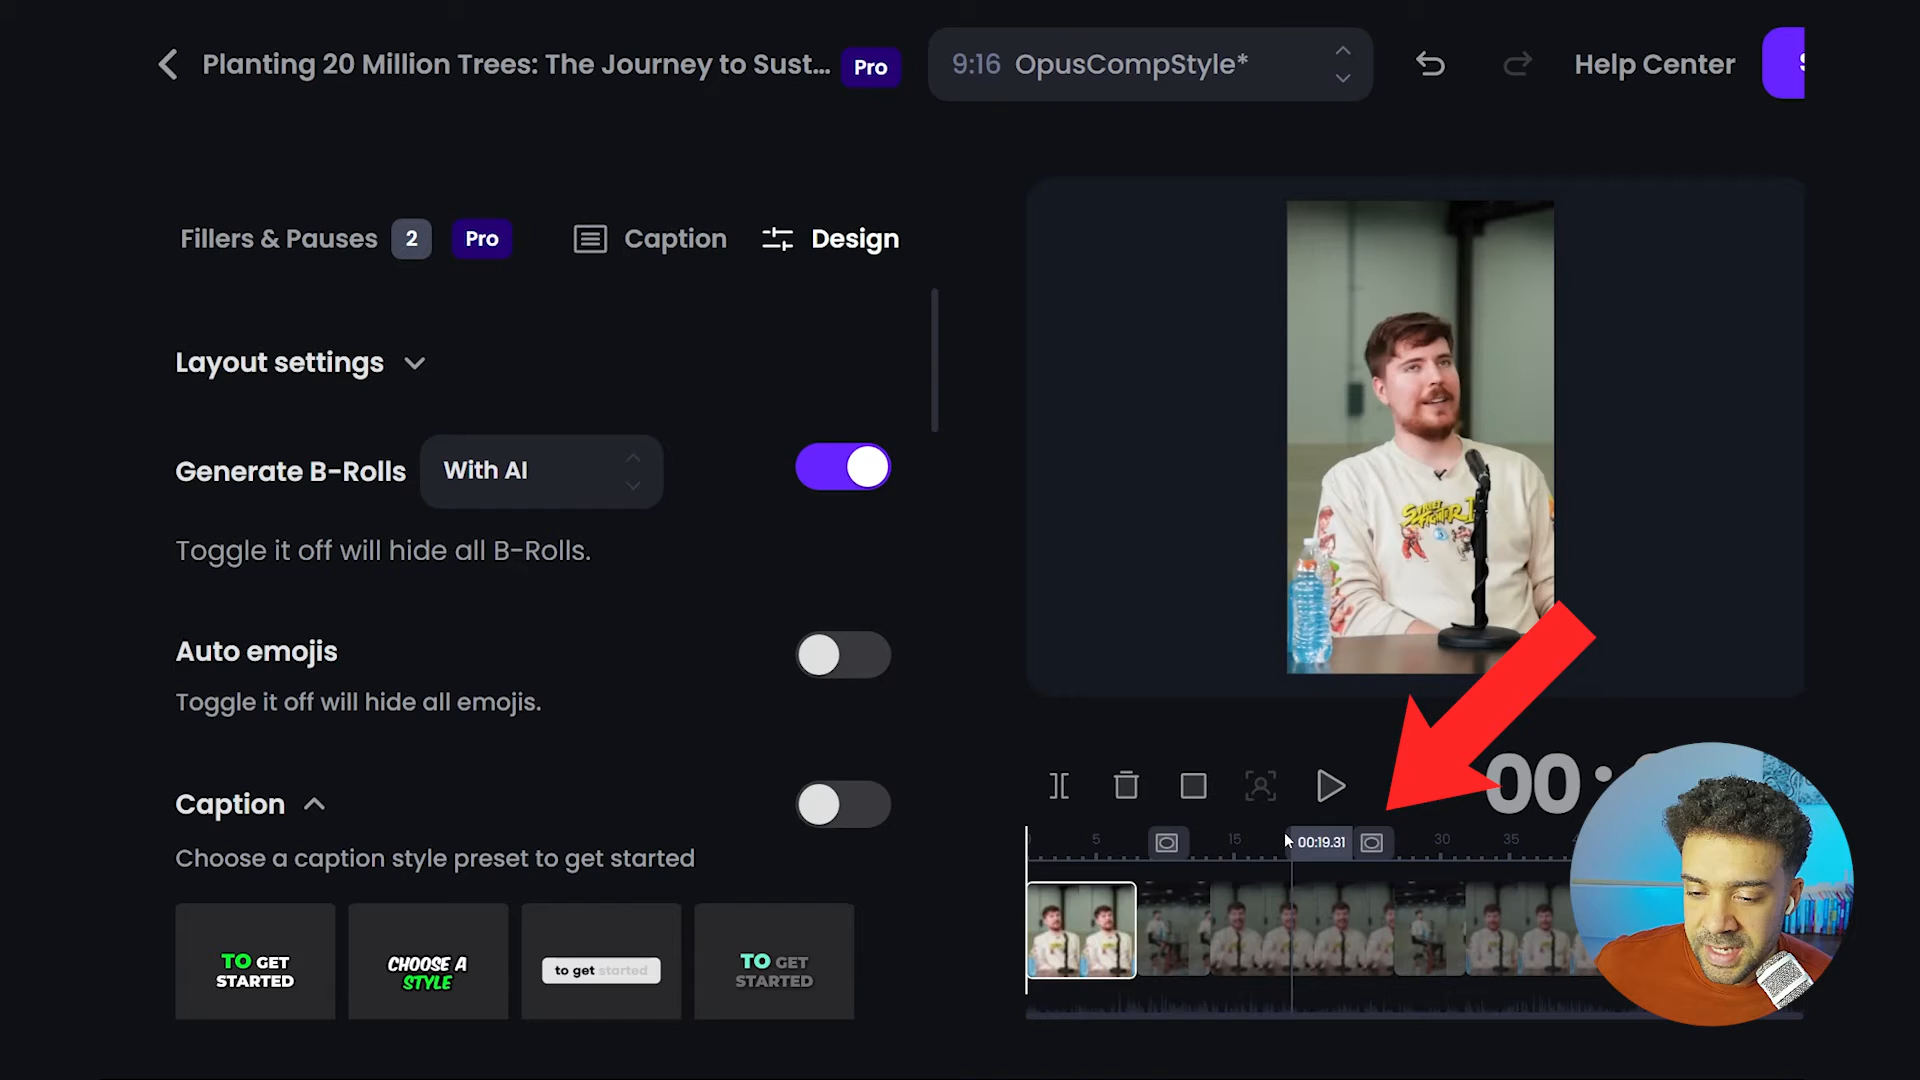 Planting 20 Million Trees: The Journey to Sust... Pro
9:16 OpusCompStyle*
Help Center
Fillers & Pauses 2 Pro
Caption
Design
Layout settings
Generate B-Rolls With AI
Toggle it off will hide all B-Rolls.
Auto emojis
Toggle it off will hide all emojis.
Caption
Choose a caption style preset to get started
TO GET
STARTED
CHOOSE A
STYLE
to get started
TO GET
STARTED
STREET
FIGHTER II
00
5
15
00:19.31
30
35